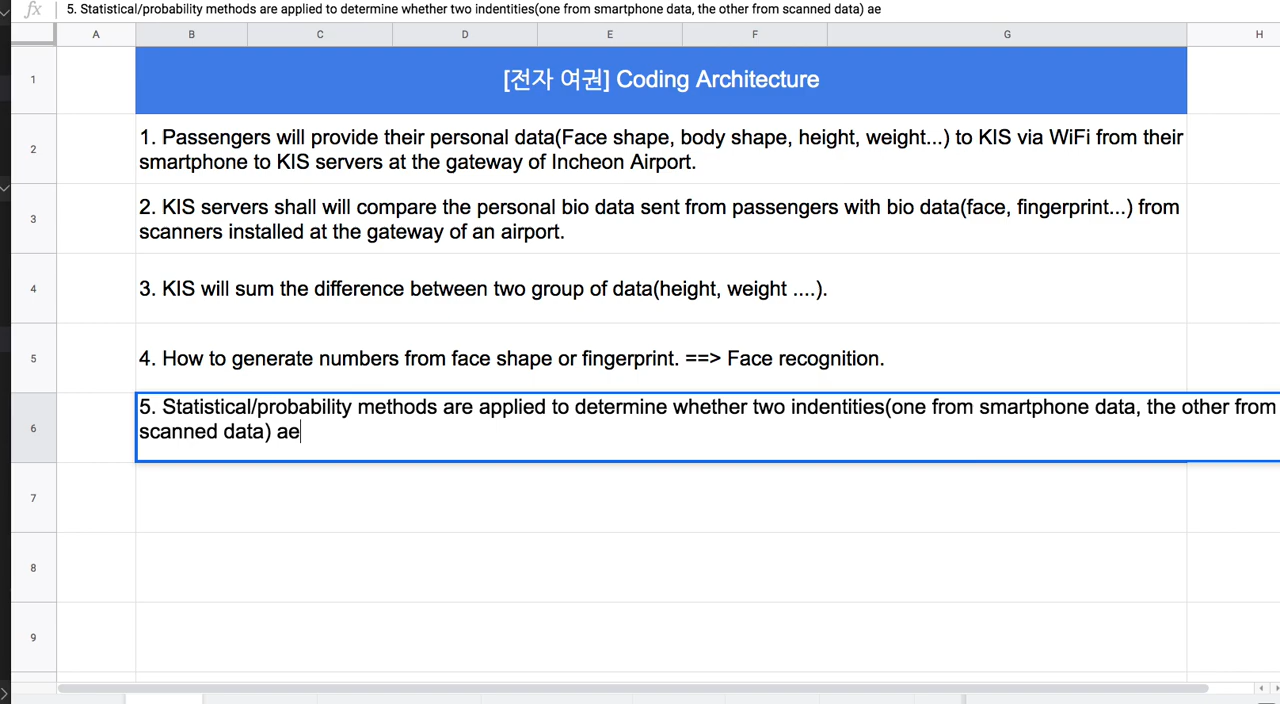 fx 5. Statistical/probability methods are applied to determine whether two indentities(one from smartphone data, the other from scanned data) ae
A B C D E F G H
1 [전자 여권] Coding Architecture
2 1. Passengers will provide their personal data(Face shape, body shape, height, weight...) to KIS via WiFi from their
smartphone to KIS servers at the gateway of Incheon Airport.
3 2. KIS servers shall will compare the personal bio data sent from passengers with bio data(face, fingerprint...) from
scanners installed at the gateway of an airport.
4 3. KIS will sum the difference between two group of data(height, weight ....).
5 4. How to generate numbers from face shape or fingerprint. ==> Face recognition.
6 5. Statistical/probability methods are applied to determine whether two indentities(one from smartphone data, the other from
scanned data) ae
7
8
9